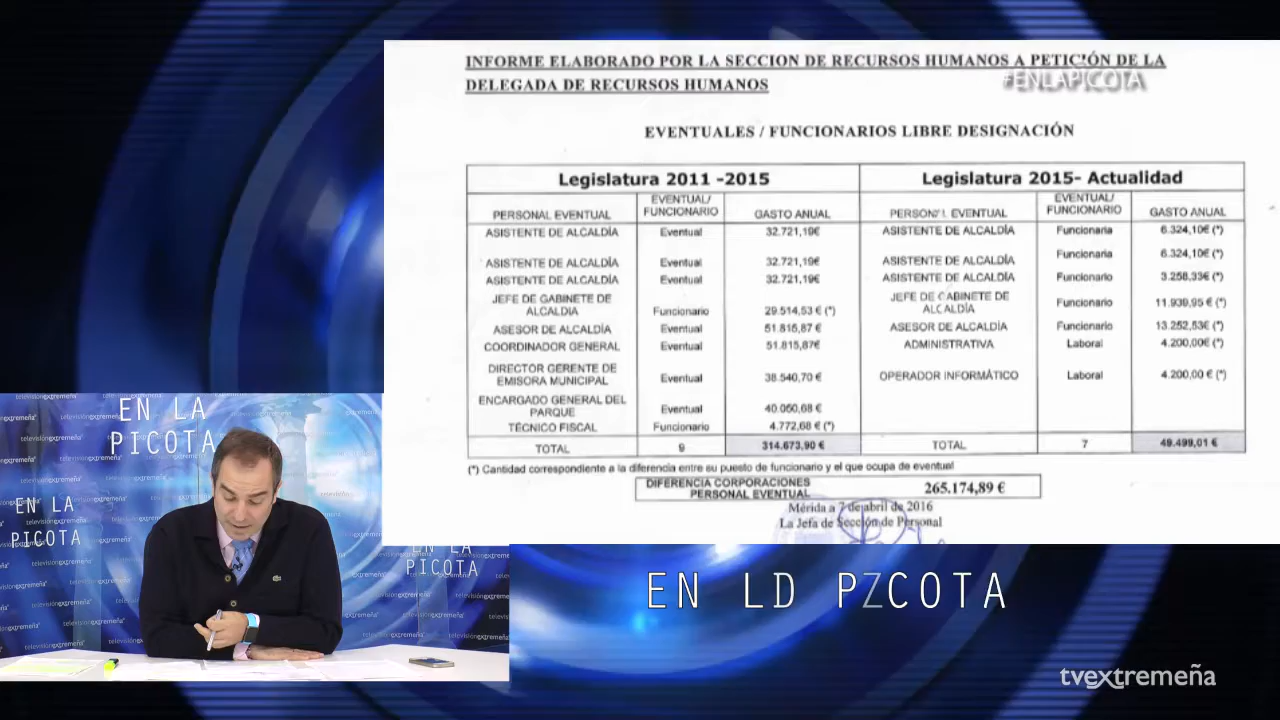 INFORME ELABORADO POR LA SECCION DE RECURSOS HUMANOS A PETICIÓN DE LA
DELEGADA DE RECURSOS HUMANOS
#ENLAPICOTA
EVENTUALES / FUNCIONARIOS LIBRE DESIGNACIÓN
Legislatura 2011 -2015 Legislatura 2015- Actualidad
PERSONAL EVENTUAL EVENTUAL/ FUNCIONARIO GASTO ANUAL PERSONAL EVENTUAL EVENTUAL/ FUNCIONARIO GASTO ANUAL
ASISTENTE DE ALCALDÍA Eventual 32.721,19€ ASISTENTE DE ALCALDÍA Funcionaria 6.324,10€ (*)
ASISTENTE DE ALCALDÍA Eventual 32.721,19€ ASISTENTE DE ALCALDÍA Funcionaria 6.324,10€ (*)
ASISTENTE DE ALCALDÍA Eventual 32.721,19€ ASISTENTE DE ALCALDÍA Funcionario 3.258,33€ (*)
JEFE DE GABINETE DE ALCALDIA Funcionario 29.514,53 € (*) JEFE DE GABINETE DE ALCALDÍA Funcionario 11.939,95 € (*)
ASESOR DE ALCALDÍA Eventual 51.815,87€ ASESOR DE ALCALDÍA Funcionario 13.252,53€ (*)
COORDINADOR GENERAL Eventual 51.815,87€ ADMINISTRATIVA Laboral 4.200,00€ (*)
DIRECTOR GERENTE DE EMISORA MUNICIPAL Eventual 38.540,70 € OPERADOR INFORMÁTICO Laboral 4.200,00 € (*)
ENCARGADO GENERAL DEL PARQUE Eventual 40.050,68 €
TÉCNICO FISCAL Funcionario 4.772,68 € (*)
TOTAL 9 314.673,90 € TOTAL 7 49.499,01 €
(*) Cantidad correspondiente a la diferencia entre su puesto de funcionario y el que ocupa de eventual
DIFERENCIA CORPORACIONES
PERSONAL EVENTUAL 265.174,89 €
Mérida a 7 de abril de 2016
La Jefa de Sección de Personal
EN LA
PICOTA
EN LA
PICOTA
EN LA
PICOTA
televisiónextremeña
EN LD PZCOTA
tvextremeña